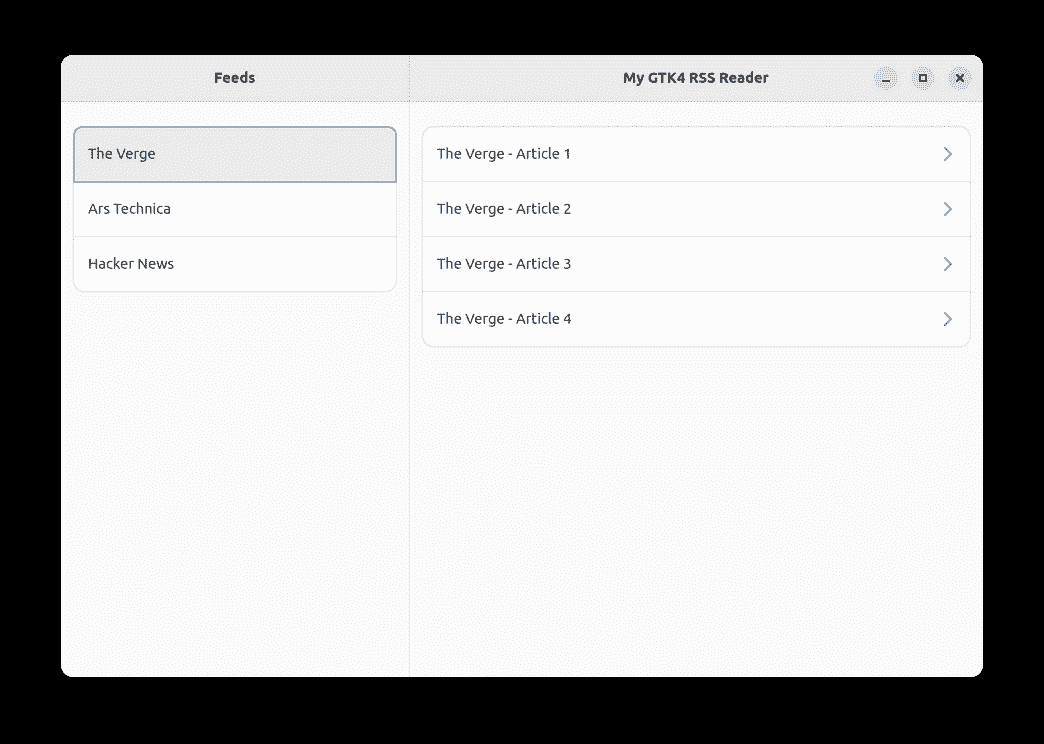 Feeds
My GTK4 RSS Reader
The Verge
Ars Technica
Hacker News
The Verge - Article 1
The Verge - Article 2
The Verge - Article 3
The Verge - Article 4